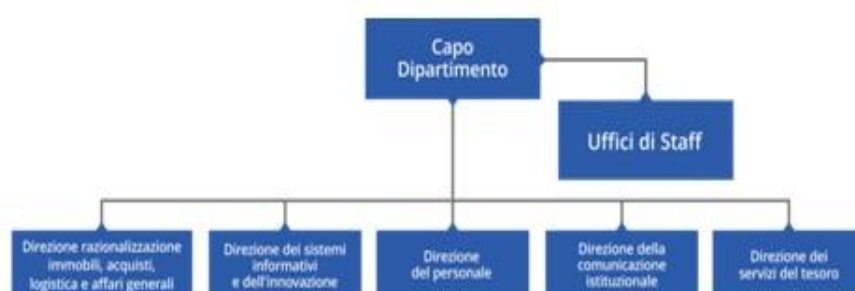 Capo
Dipartimento
Uffici di Staff
Direzione razionalizzazione
immobili, acquisti,
logistica e affari generali
Direzione dei sistemi
informativi
e dell'innovazione
Direzione
del personale
Direzione della
comunicazione
istituzionale
Direzione dei
servizi del tesoro